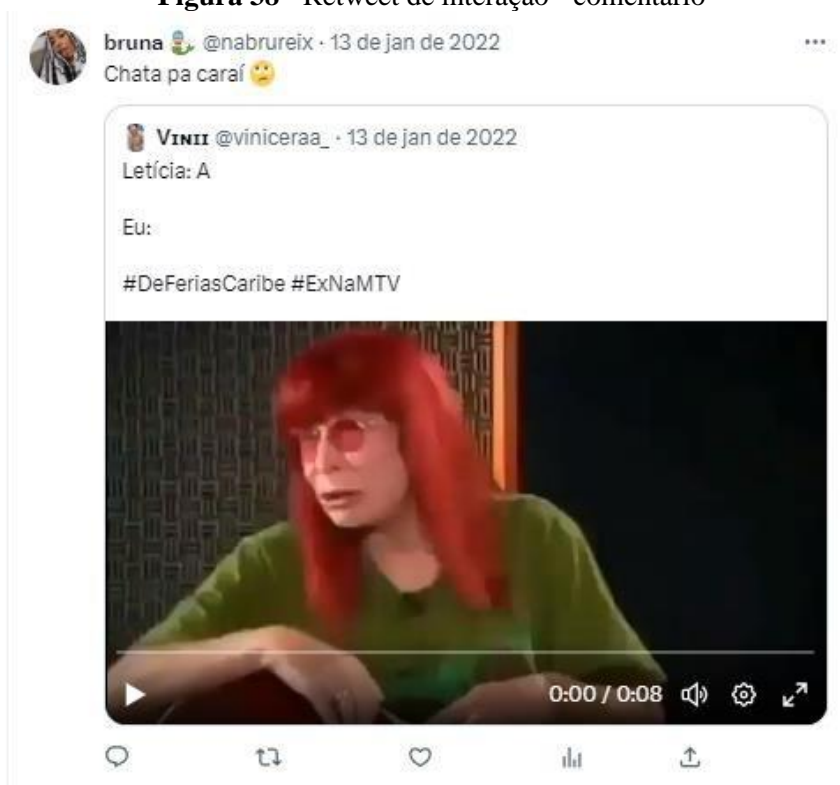 Figura 38 - Retweet de interação - comentário
bruna @nabrureix · 13 de jan de 2022
Chata pa caraí 🙄
Vɪɴɪɪ @viniceraa_ · 13 de jan de 2022
Letícia: A
Eu:
#DeFeriasCaribe #ExNaMTV
0:00 / 0:08